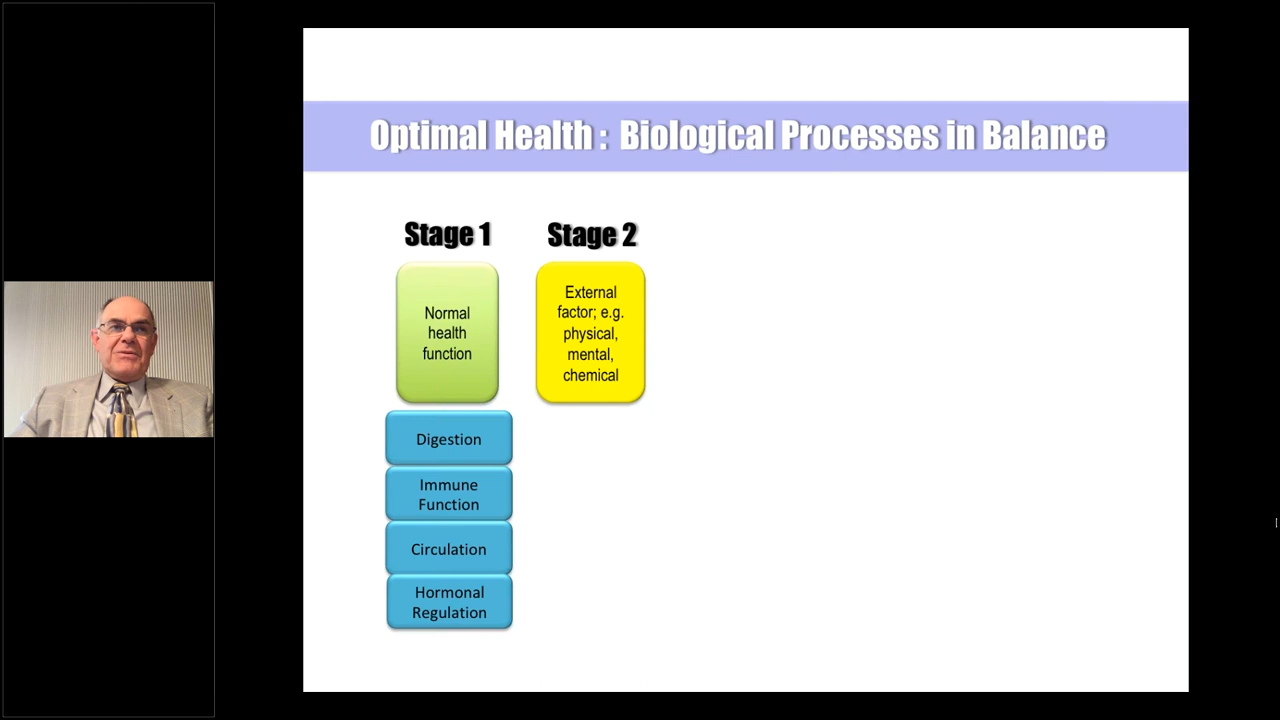 Optimal Health : Biological Processes in Balance
Stage 1
Stage 2
Normal
health
function
External
factor; e.g.
physical,
mental,
chemical
Digestion
Immune
Function
Circulation
Hormonal
Regulation